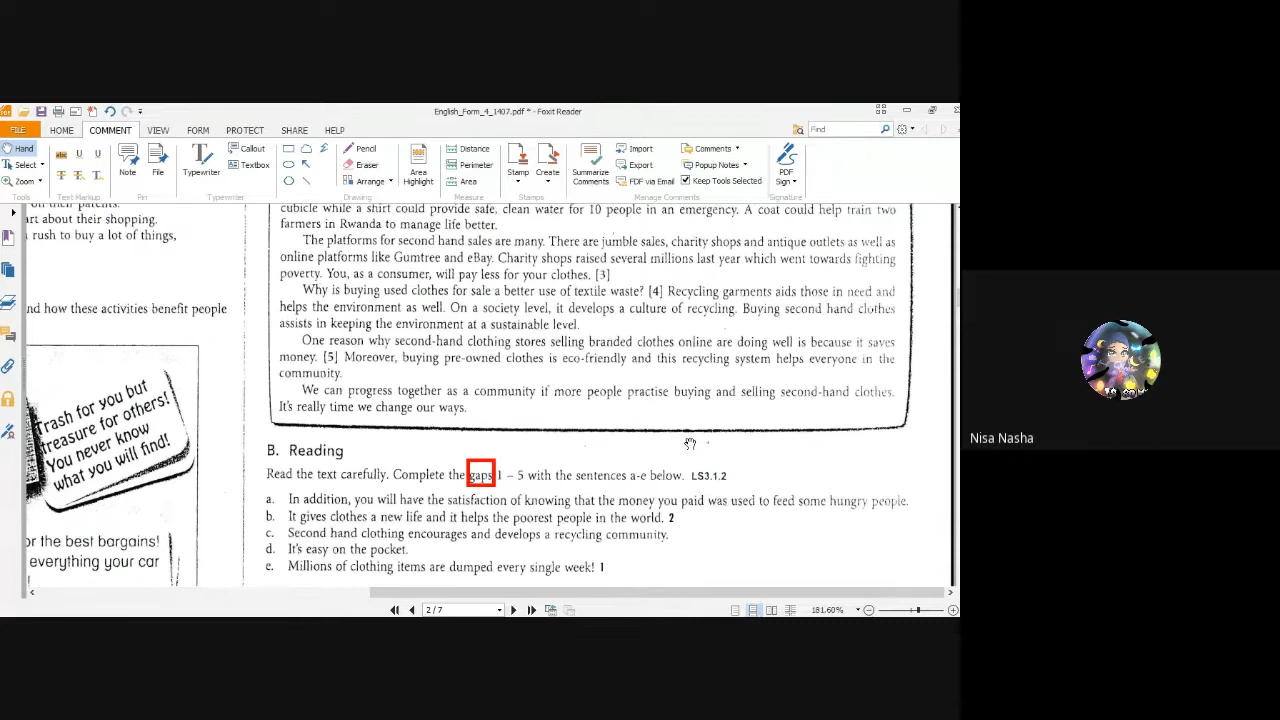 English_Form_4_1407.pdf * - Foxit Reader
FILE HOME COMMENT VIEW FORM PROTECT SHARE HELP
Find
Hand
Select
Zoom
Tools
Text Markup
Note
File
Pin
Typewriter
Callout
Textbox
Typewriter
Pencil
Eraser
Arrange
Drawing
Area Highlight
Distance
Perimeter
Area
Measure
Stamp
Create
Stamps
Summarize Comments
Import
Export
FDF via Email
Comments
Popup Notes
Keep Tools Selected
Manage Comments
PDF Sign
Signature
on their parents.
art about their shopping.
rush to buy a lot of things,
nd how these activities benefit people
Trash for you but
treasure for others!
You never know
what you will find!
or the best bargains!
everything your car
cubicle while a shirt could provide safe, clean water for 10 people in an emergency. A coat could help train two
farmers in Rwanda to manage life better.
The platforms for second hand sales are many. There are jumble sales, charity shops and antique outlets as well as
online platforms like Gumtree and eBay. Charity shops raised several millions last year which went towards fighting
poverty. You, as a consumer, will pay less for your clothes. [3]
Why is buying used clothes for sale a better use of textile waste? [4] Recycling garments aids those in need and
helps the environment as well. On a society level, it develops a culture of recycling. Buying second hand clothes
assists in keeping the environment at a sustainable level.
One reason why second-hand clothing stores selling branded clothes online are doing well is because it saves
money. [5] Moreover, buying pre-owned clothes is eco-friendly and this recycling system helps everyone in the
community.
We can progress together as a community if more people practise buying and selling second-hand clothes.
It's really time we change our ways.
B. Reading
Read the text carefully. Complete the gaps 1 – 5 with the sentences a-e below. LS3.1.2
a. In addition, you will have the satisfaction of knowing that the money you paid was used to feed some hungry people.
b. It gives clothes a new life and it helps the poorest people in the world. 2
c. Second hand clothing encourages and develops a recycling community.
d. It's easy on the pocket.
e. Millions of clothing items are dumped every single week! 1
2 / 7
181.60%
Nisa Nasha